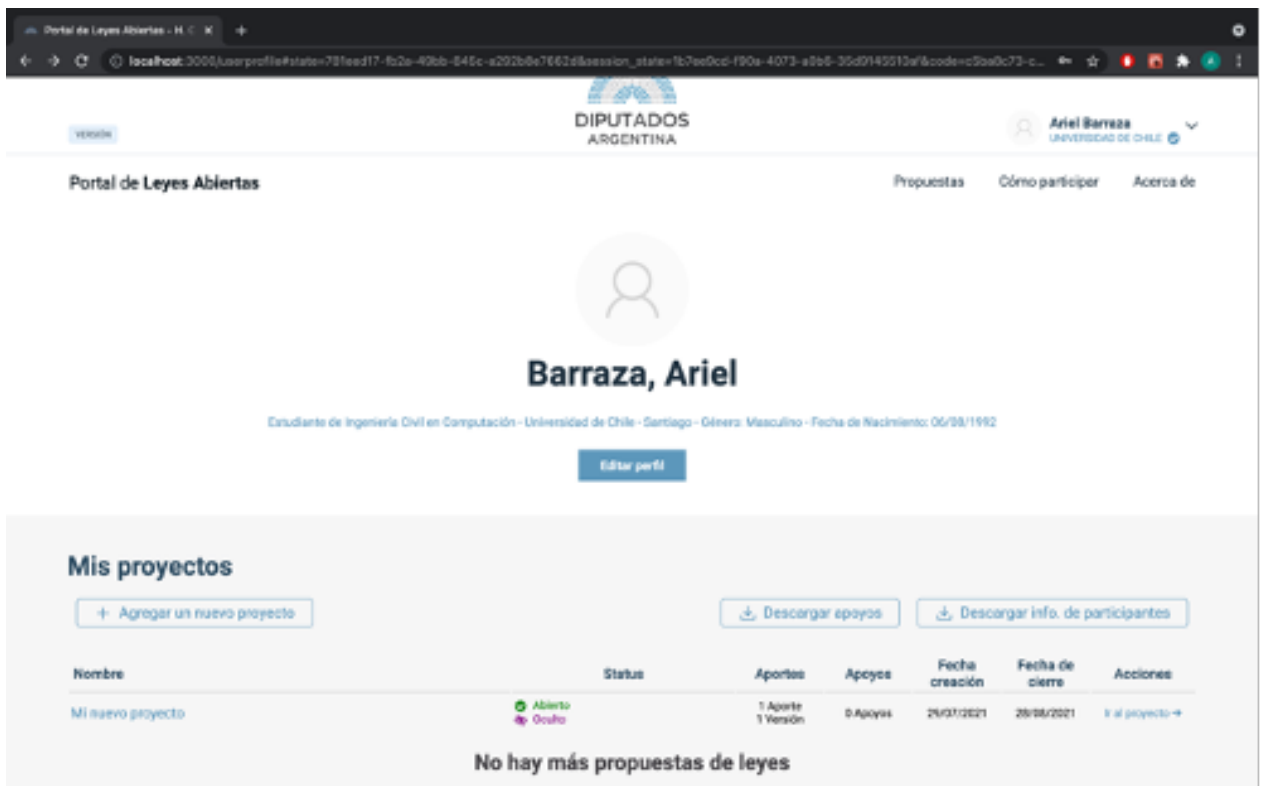 Portal de Leyes Abiertas - H. C
VERSIÓN
DIPUTADOS
ARGENTINA
Ariel Barraza
UNIVERSIDAD DE CHILE
Portal de Leyes Abiertas
Propuestas Cómo participar Acerca de
Barraza, Ariel
Estudiante de Ingeniería Civil en Computación - Universidad de Chile - Santiago - Género: Masculino - Fecha de Nacimiento: 06/08/1992
Editar perfil
Mis proyectos
+ Agregar un nuevo proyecto Descargar apoyos Descargar info. de participantes
Nombre Status Aportes Apoyos Fecha creación Fecha de cierre Acciones
Mi nuevo proyecto Abierto 1 Aporte 0 Apoyos 29/07/2021 28/08/2021 Ir al proyecto →
Oculto 1 Versión
No hay más propuestas de leyes